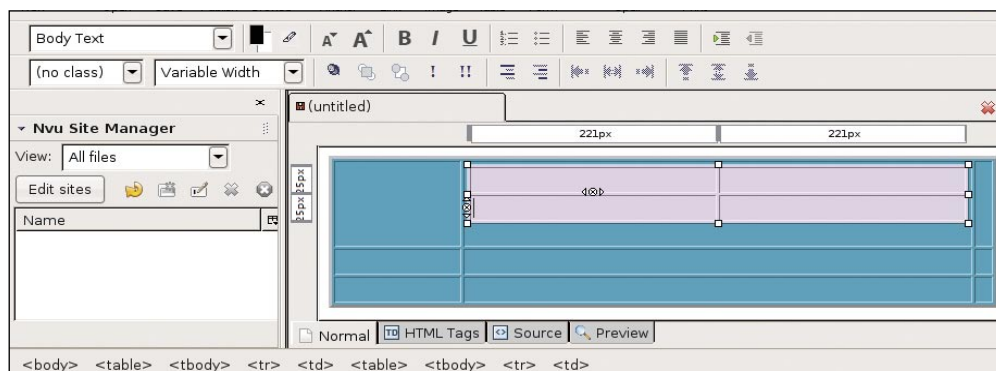 Body Text
A A B I U
(no class) Variable Width ! !!
(untitled)
Nvu Site Manager
221px 221px
View: All files
25px
25px
Edit sites
Name
Normal TD HTML Tags Source Preview
<body> <table> <tbody> <tr> <td> <table> <tbody> <tr> <td>